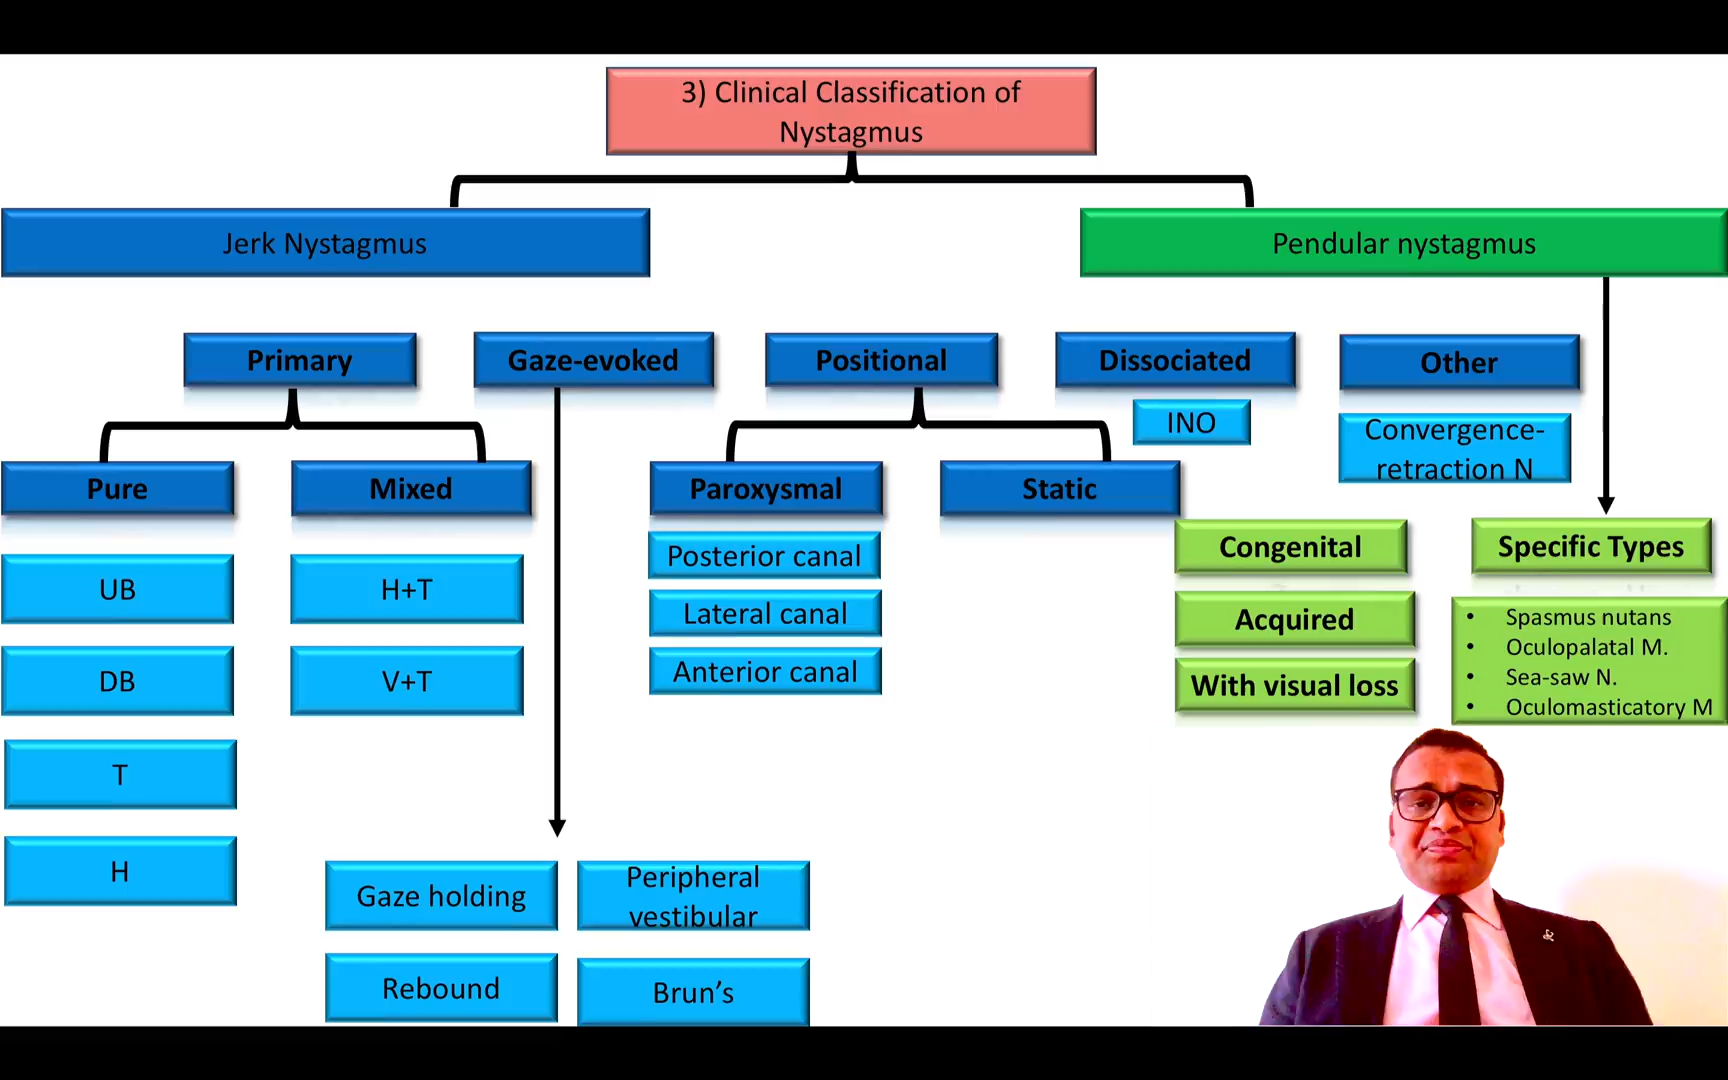 3) Clinical Classification of
Nystagmus
Jerk Nystagmus
Pendular nystagmus
Primary
Gaze-evoked
Positional
Dissociated
Other
INO
Convergence-
retraction N
Pure
Mixed
Paroxysmal
Static
Congenital
Specific Types
UB
H+T
Posterior canal
Lateral canal
Anterior canal
Acquired
With visual loss
• Spasmus nutans
• Oculopalatal M.
• Sea-saw N.
• Oculomasticatory M
DB
V+T
T
H
Gaze holding
Peripheral
vestibular
Rebound
Brun’s